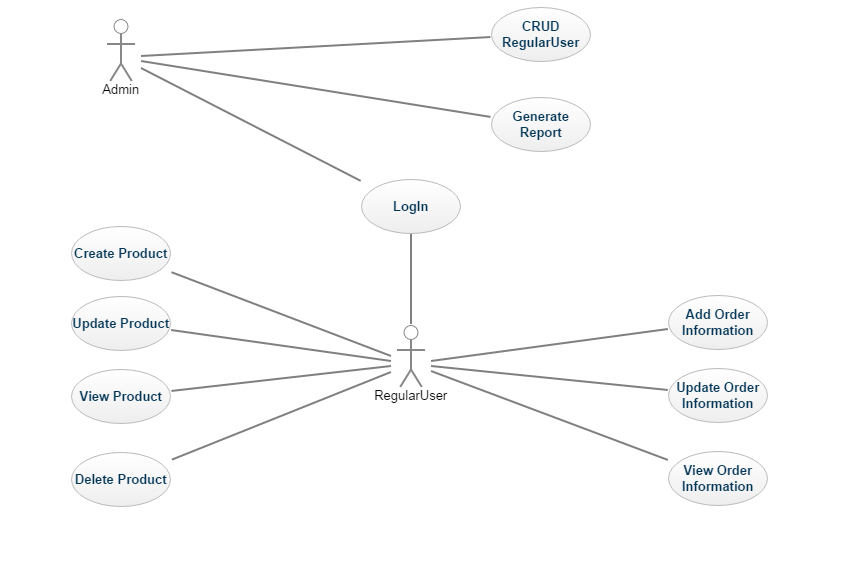 CRUD
RegularUser
Admin
Generate
Report
LogIn
Create Product
Update Product
View Product
Delete Product
RegularUser
Add Order
Information
Update Order
Information
View Order
Information